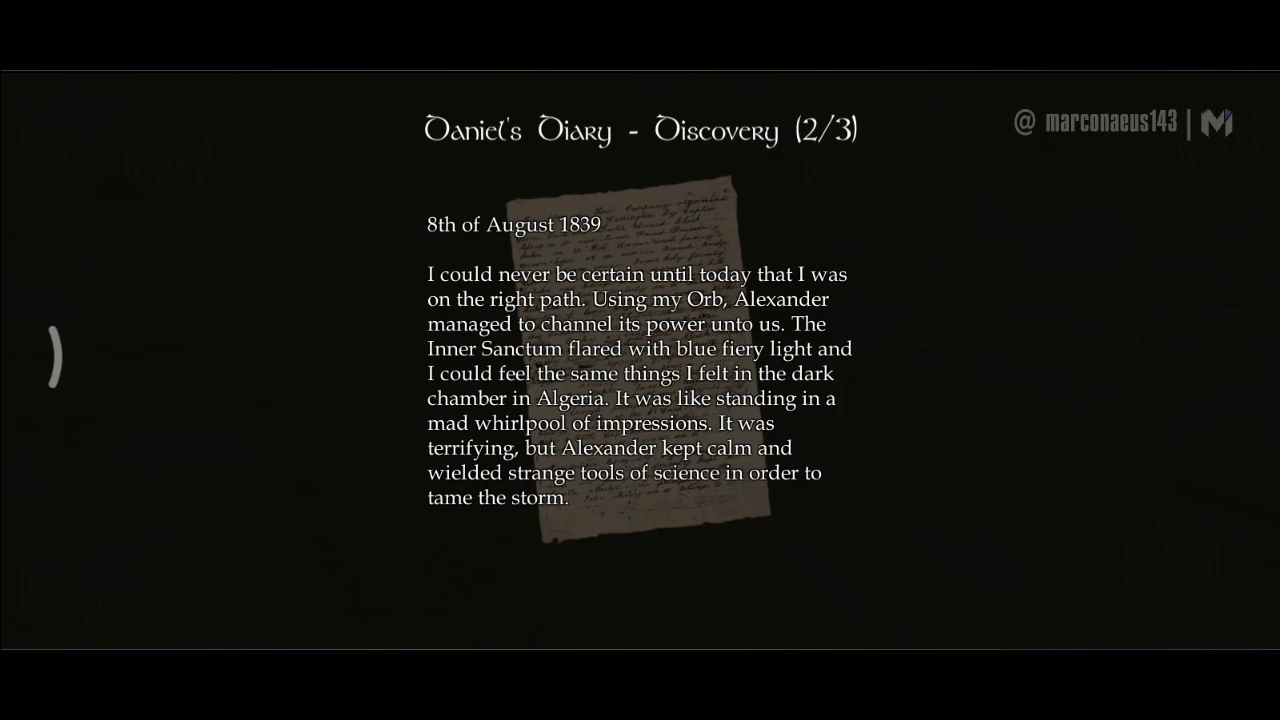 Daniel's Diary - Discovery (2/3)
@ marconaeus143 |
8th of August 1839
I could never be certain until today that I was
on the right path. Using my Orb, Alexander
managed to channel its power unto us. The
Inner Sanctum flared with blue fiery light and
I could feel the same things I felt in the dark
chamber in Algeria. It was like standing in a
mad whirlpool of impressions. It was
terrifying, but Alexander kept calm and
wielded strange tools of science in order to
tame the storm.